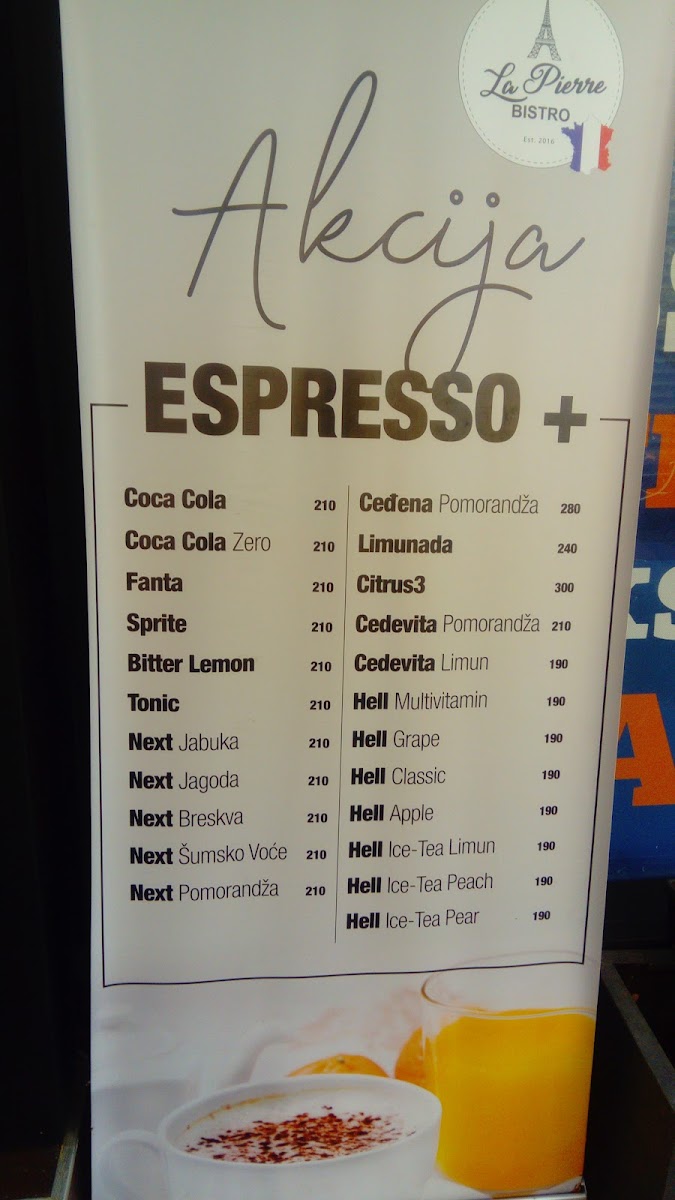 La Pierre
BISTRO
Est. 2016
Akcija
ESPRESSO +
Coca Cola 210
Coca Cola Zero 210
Fanta 210
Sprite 210
Bitter Lemon 210
Tonic 210
Next Jabuka 210
Next Jagoda 210
Next Breskva 210
Next Šumsko Voće 210
Next Pomorandža 210
Ceđena Pomorandža 280
Limunada 240
Citrus3 300
Cedevita Pomorandža 210
Cedevita Limun 190
Hell Multivitamin 190
Hell Grape 190
Hell Classic 190
Hell Apple 190
Hell Ice-Tea Limun 190
Hell Ice-Tea Peach 190
Hell Ice-Tea Pear 190